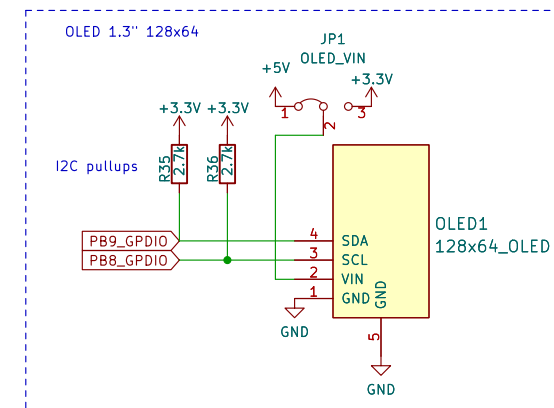 OLED 1.3" 128x64
JP1
OLED_VIN
+5V
+3.3V
1
2
3
+3.3V
+3.3V
R35
2.7k
R36
2.7k
I2C pullups
PB9_GPDIO
PB8_GPDIO
4
3
2
1
SDA
SCL
VIN
GND
GND
5
OLED1
128x64_OLED
GND
GND